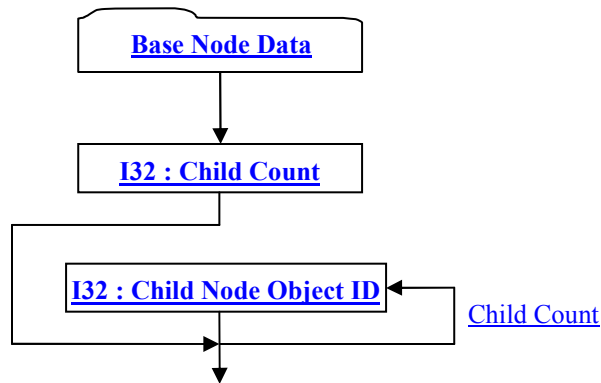 Base Node Data
I32 : Child Count
I32 : Child Node Object ID
Child Count